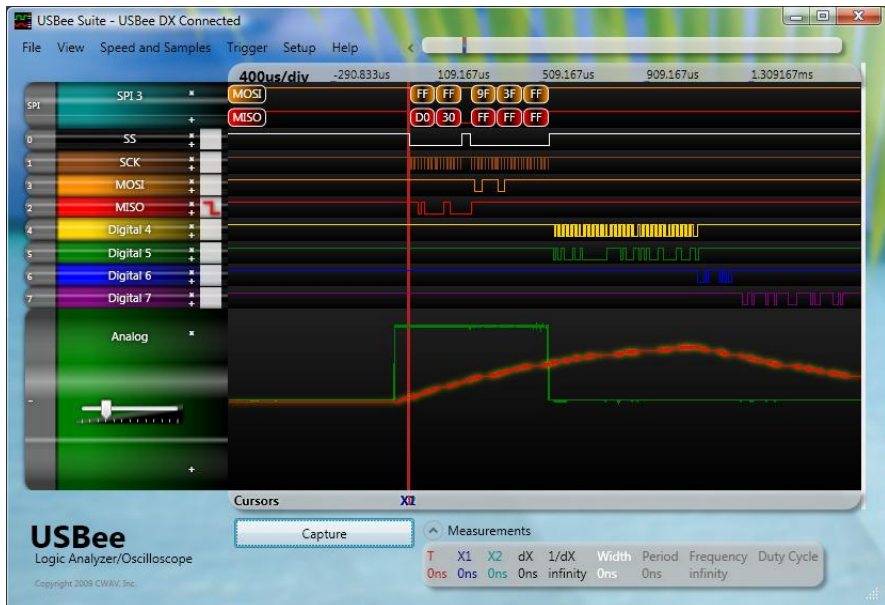 USBee Suite - USBee DX Connected
File View Speed and Samples Trigger Setup Help <
400us/div -290.833us 109.167us 509.167us 909.167us 1.309167ms
SPI SPI 3 MOSI FF FF 9F 3F FF
MISO D0 30 FF FF FF
0 SS
1 SCK
3 MOSI
2 MISO
4 Digital 4
5 Digital 5
6 Digital 6
7 Digital 7
Analog
Cursors
USBee
Logic Analyzer/Oscilloscope
Copyright 2009 CWAV, Inc.
Capture
Measurements
T X1 X2 dX 1/dX Width Period Frequency Duty Cycle
0ns 0ns 0ns 0ns infinity 0ns 0ns infinity